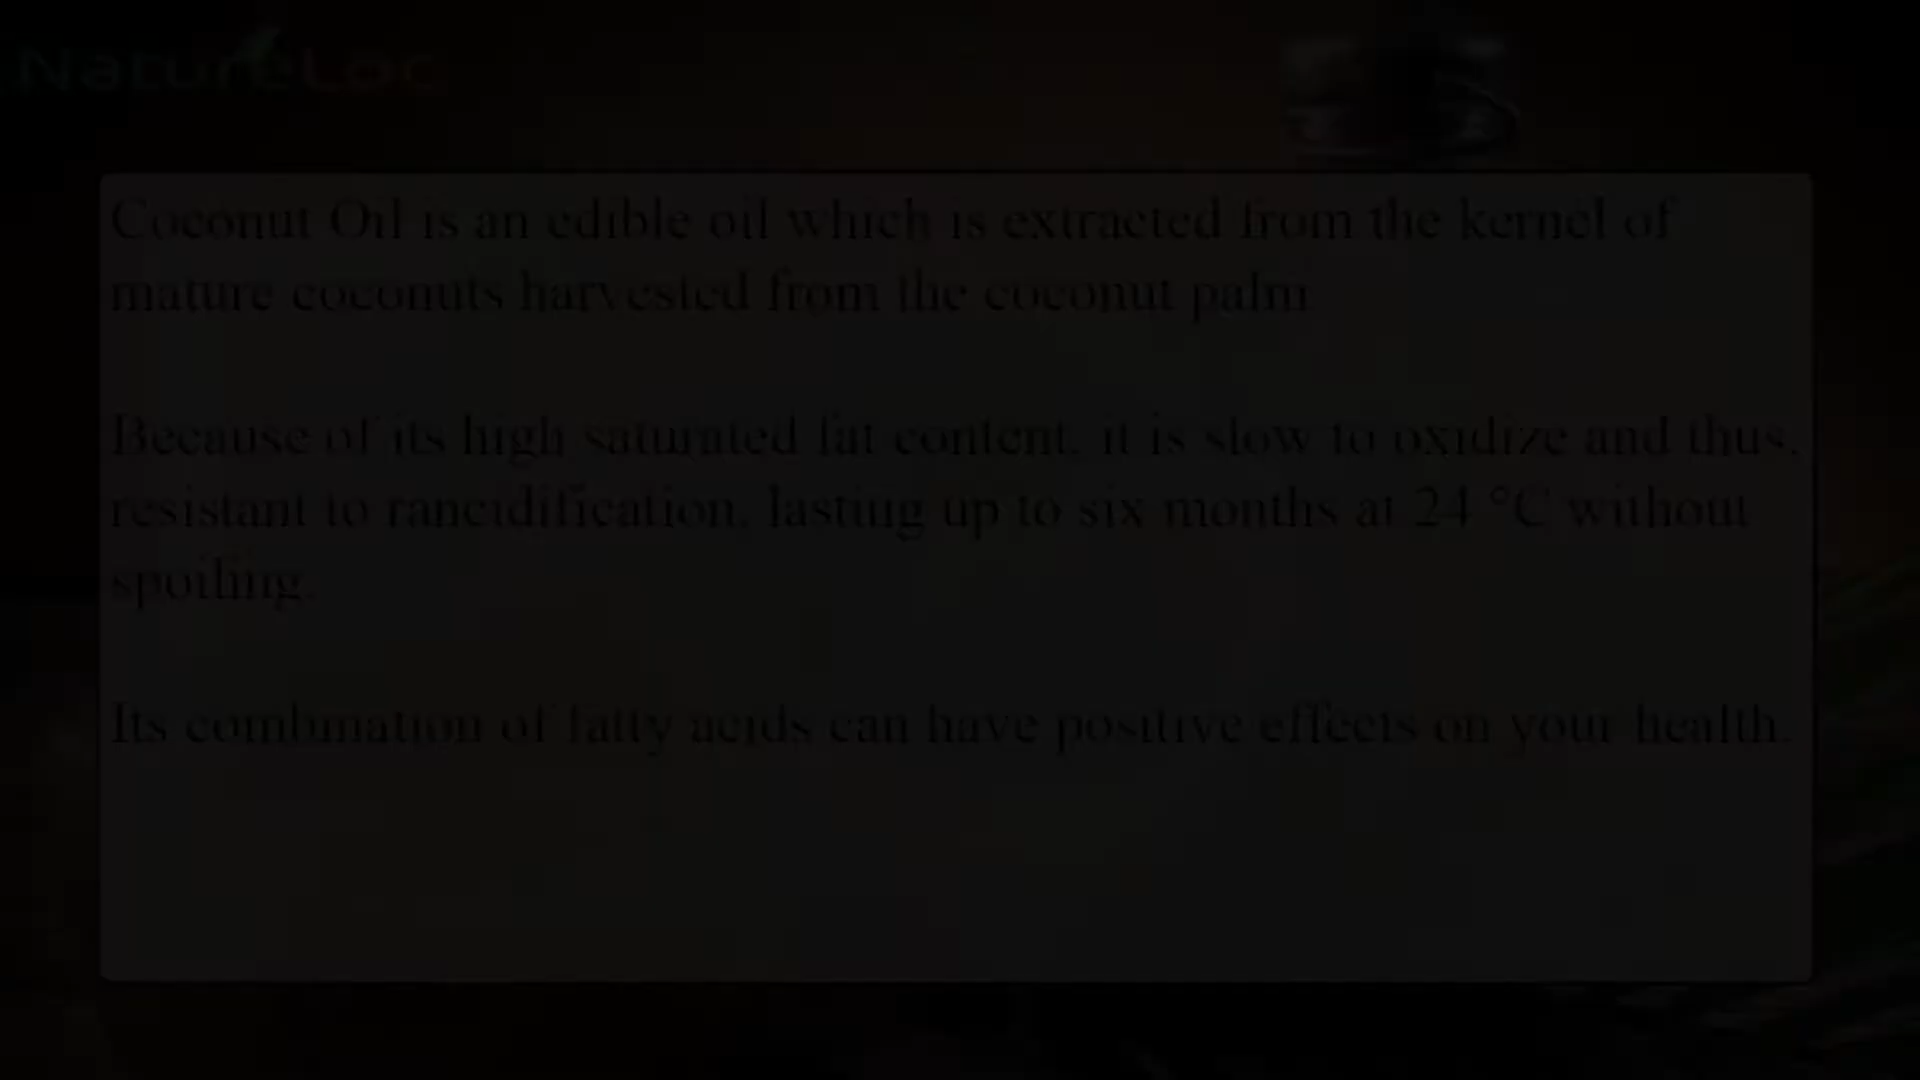 NatureLoc
Coconut Oil is an edible oil which is extracted from the kernel of
mature coconuts harvested from the coconut palm
Because of its high saturated fat content, it is slow to oxidize and thus,
resistant to rancidification, lasting up to six months at 24 °C without
spoiling.
Its combination of fatty acids can have positive effects on your health.